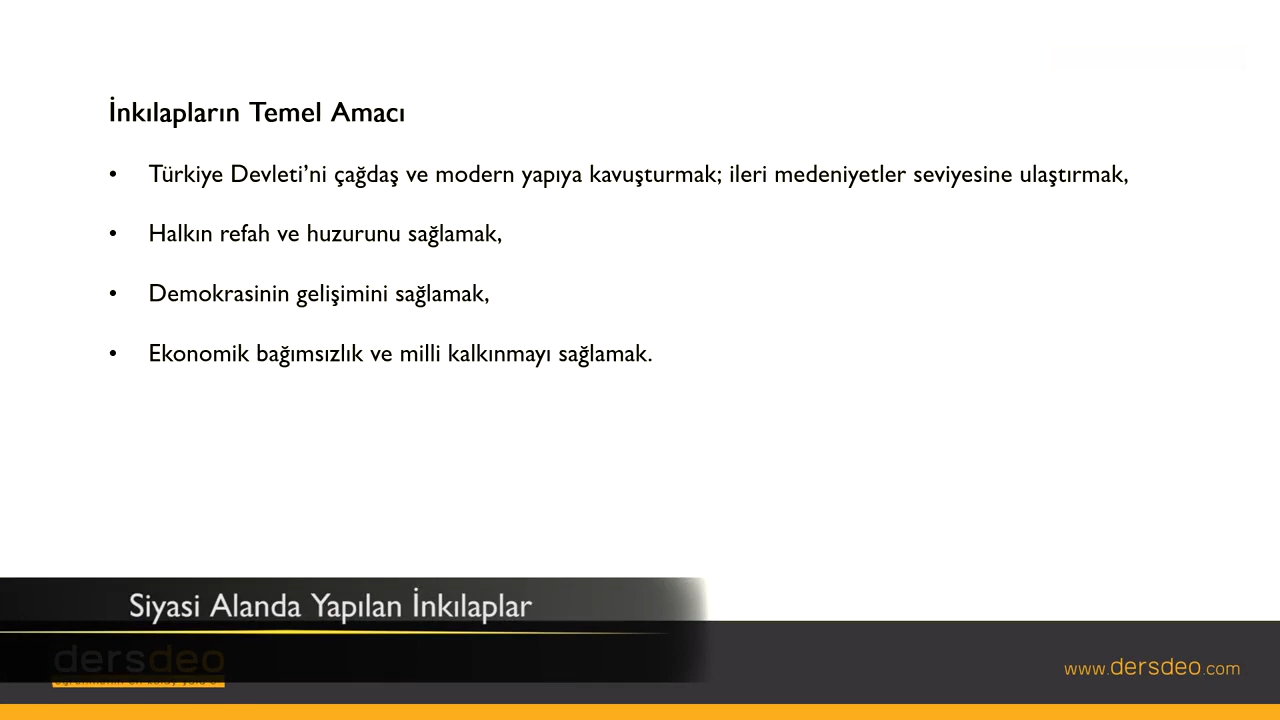 İnkılapların Temel Amacı
• Türkiye Devleti’ni çağdaş ve modern yapıya kavuşturmak; ileri medeniyetler seviyesine ulaştırmak,
• Halkın refah ve huzurunu sağlamak,
• Demokrasinin gelişimini sağlamak,
• Ekonomik bağımsızlık ve milli kalkınmayı sağlamak.
Siyasi Alanda Yapılan İnkılaplar
dersdeo
www.dersdeo.com